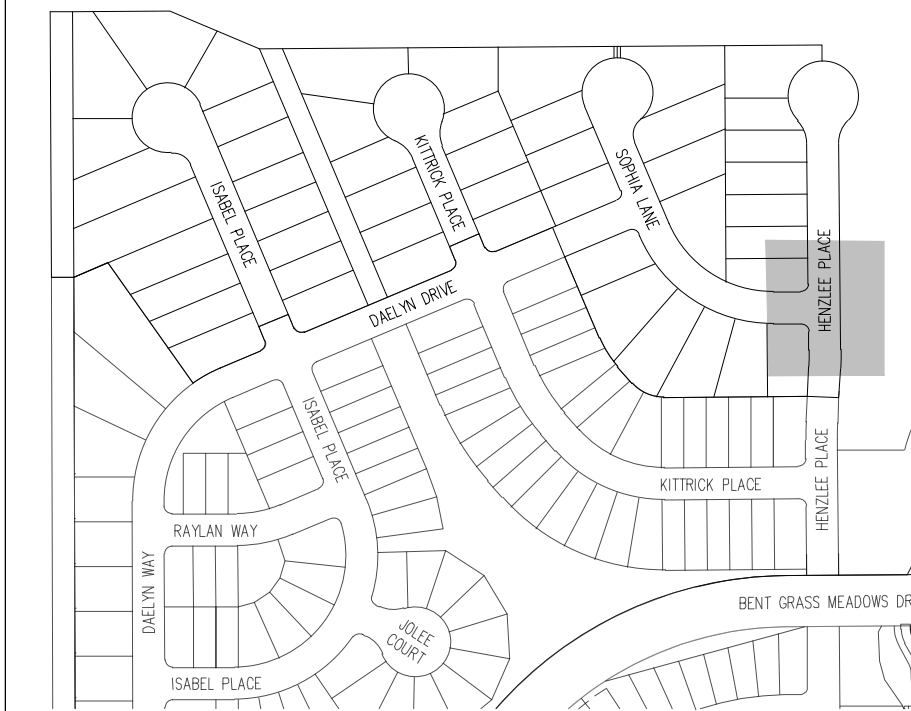 ISABEL PLACE
KITTRICK PLACE
SOPHIA LANE
HENZLEE PLACE
DAELYN DRIVE
ISABEL PLACE
KITTRICK PLACE
HENZLEE PLACE
RAYLAN WAY
DAELYN WAY
BENT GRASS MEADOWS DR
JOLEE
COURT
ISABEL PLACE